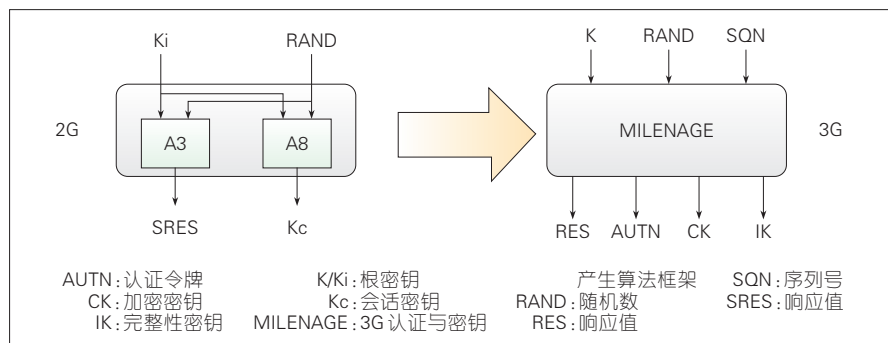 Ki RAND K RAND SQN
2G A3 A8 MILENAGE 3G
SRES Kc RES AUTN CK IK
AUTN:认证令牌
CK:加密密钥
IK:完整性密钥
K/Ki:根密钥
Kc:会话密钥
MILENAGE:3G认证与密钥
产生算法框架
RAND:随机数
RES:响应值
SQN:序列号
SRES:响应值